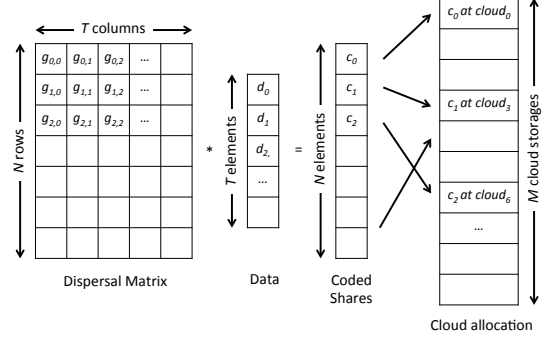 T columns
N rows
g0,0 g0,1 g0,2 ...
g1,0 g1,1 g1,2 ...
g2,0 g2,1 g2,2 ...
Dispersal Matrix
*
T elements
d0
d1
d2,
...
Data
=
N elements
c0
c1
c2
Coded
Shares
c0 at cloud0
c1 at cloud3
c2 at cloud6
...
M cloud storages
Cloud allocation